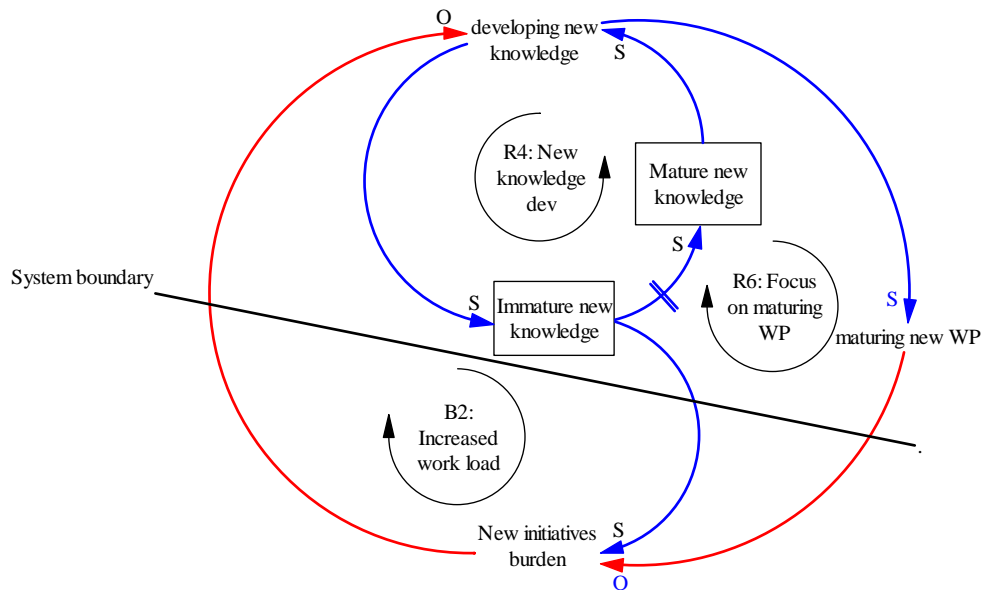 O
developing new
knowledge
S
R4: New
knowledge
dev
Mature new
knowledge
S
System boundary
S
Immature new
knowledge
R6: Focus
on maturing
WP
S
maturing new WP
B2:
Increased
work load
.
New initiatives
burden
S
O